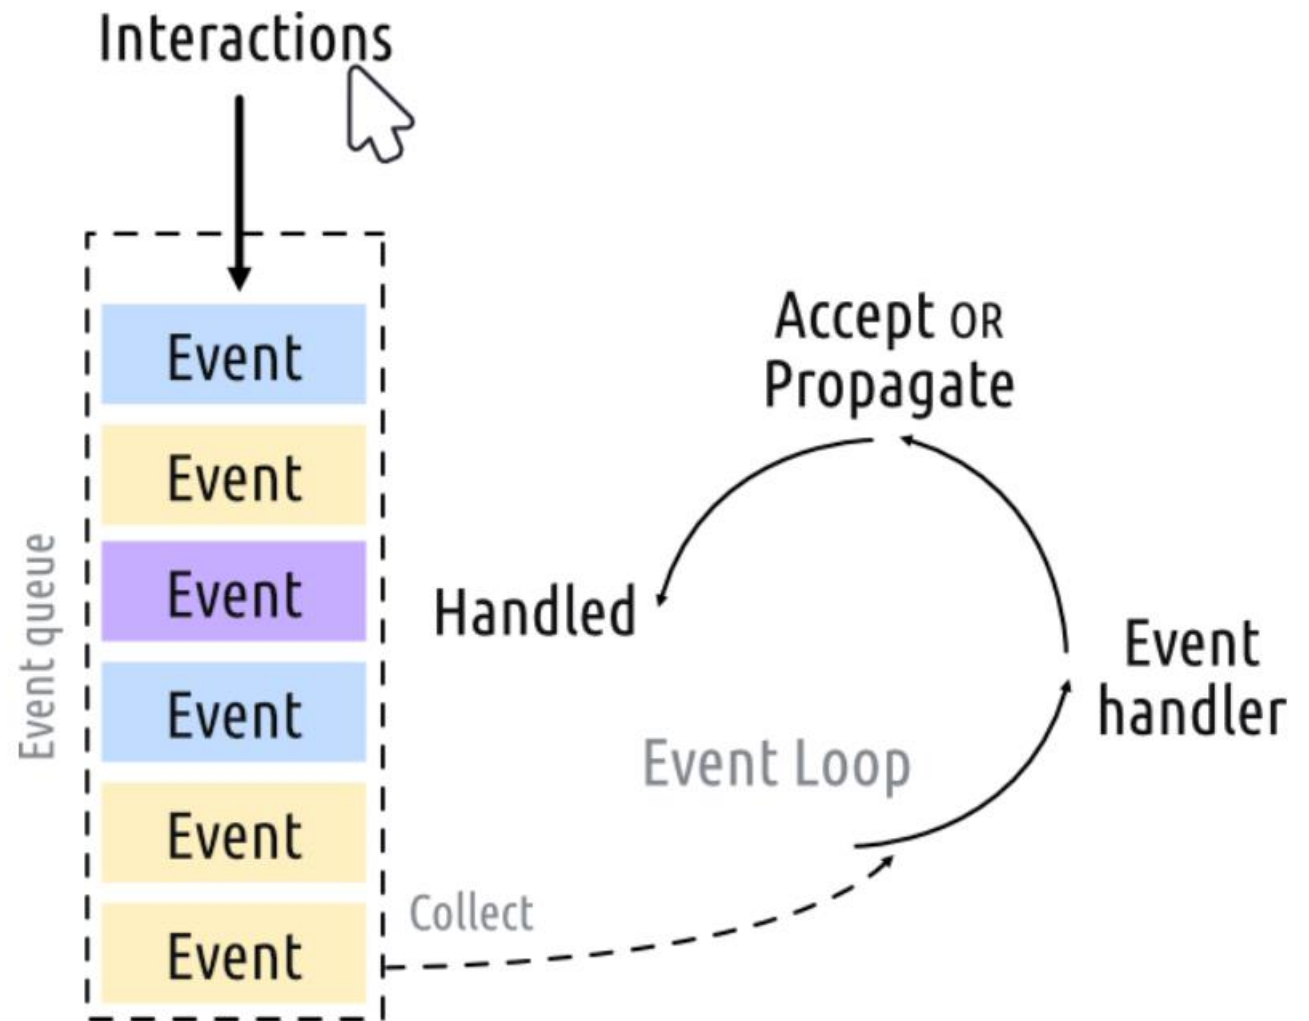 Interactions
Event queue
Event
Event
Event
Event
Event
Event
Collect
Event Loop
Event
handler
Accept OR
Propagate
Handled